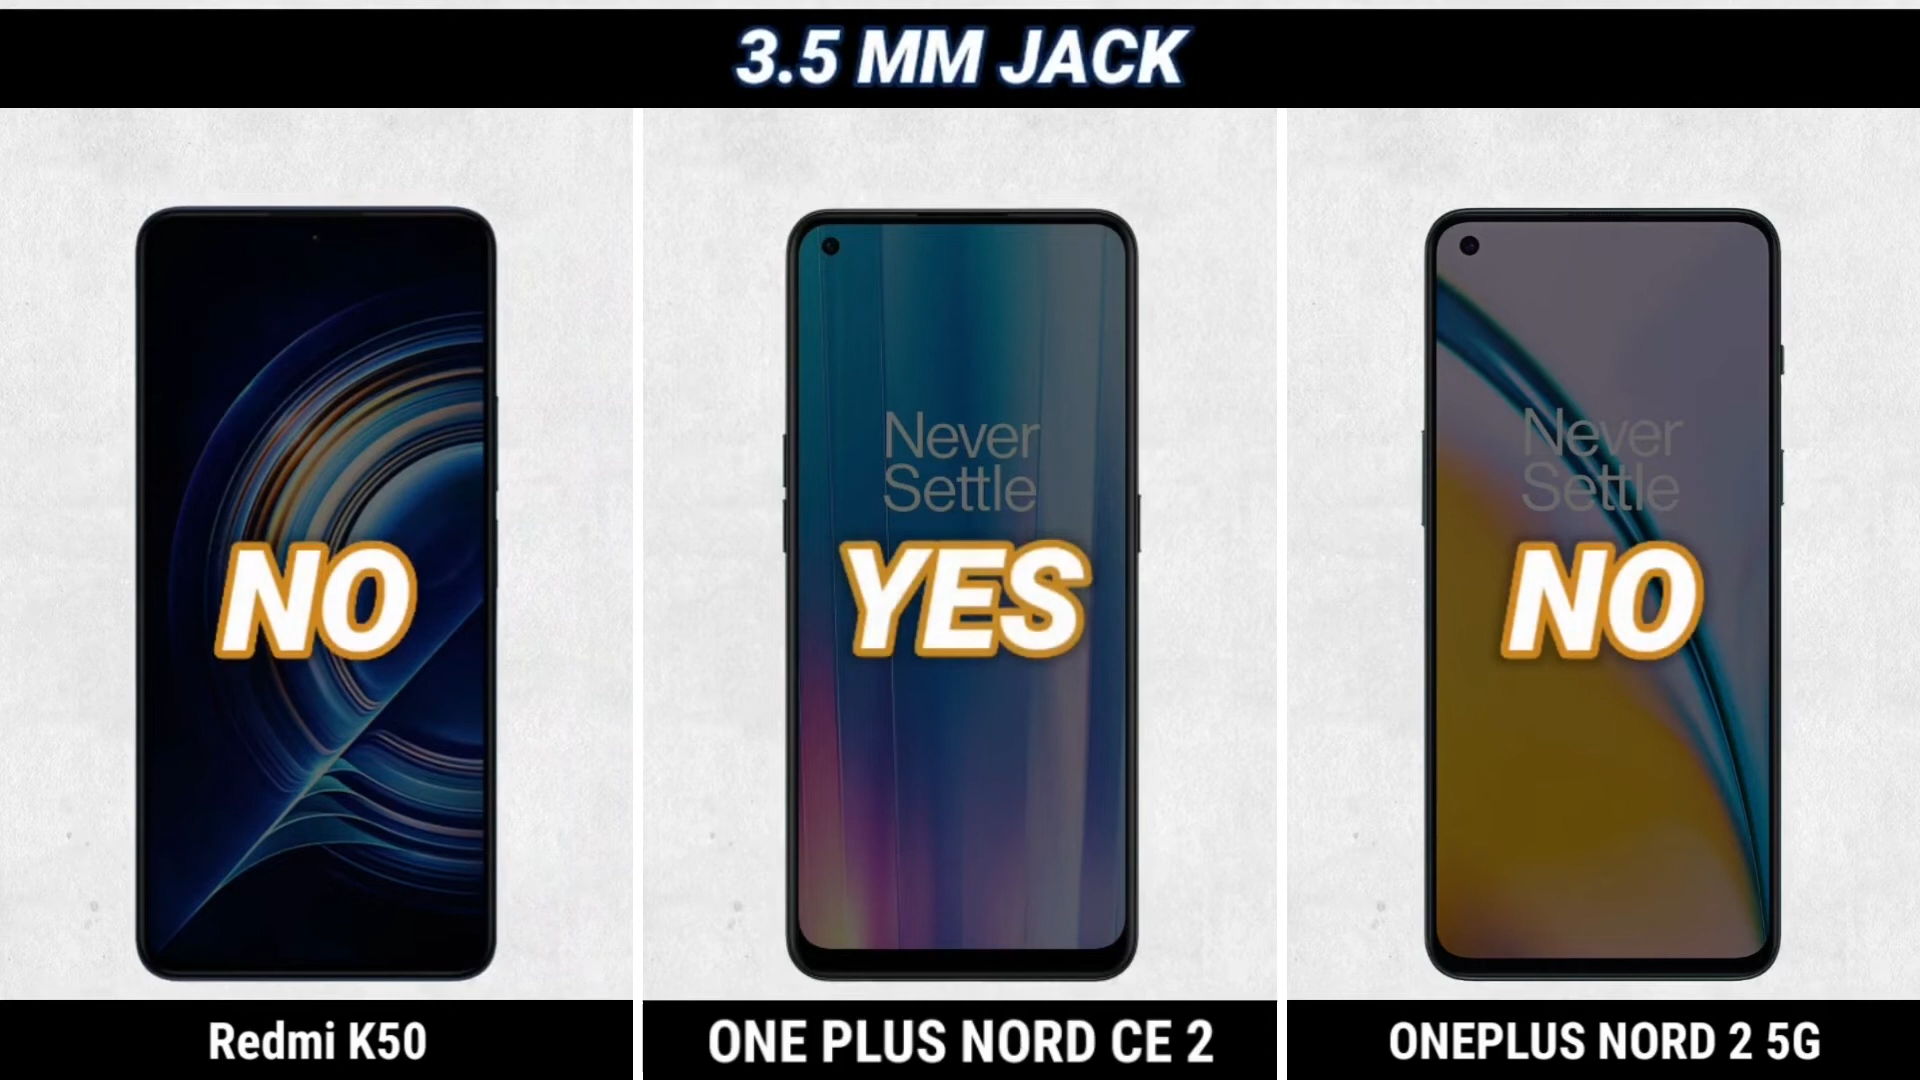 3.5 MM JACK
Never
Settle
Never
Settle
NO
YES
NO
Redmi K50
ONE PLUS NORD CE 2
ONEPLUS NORD 2 5G